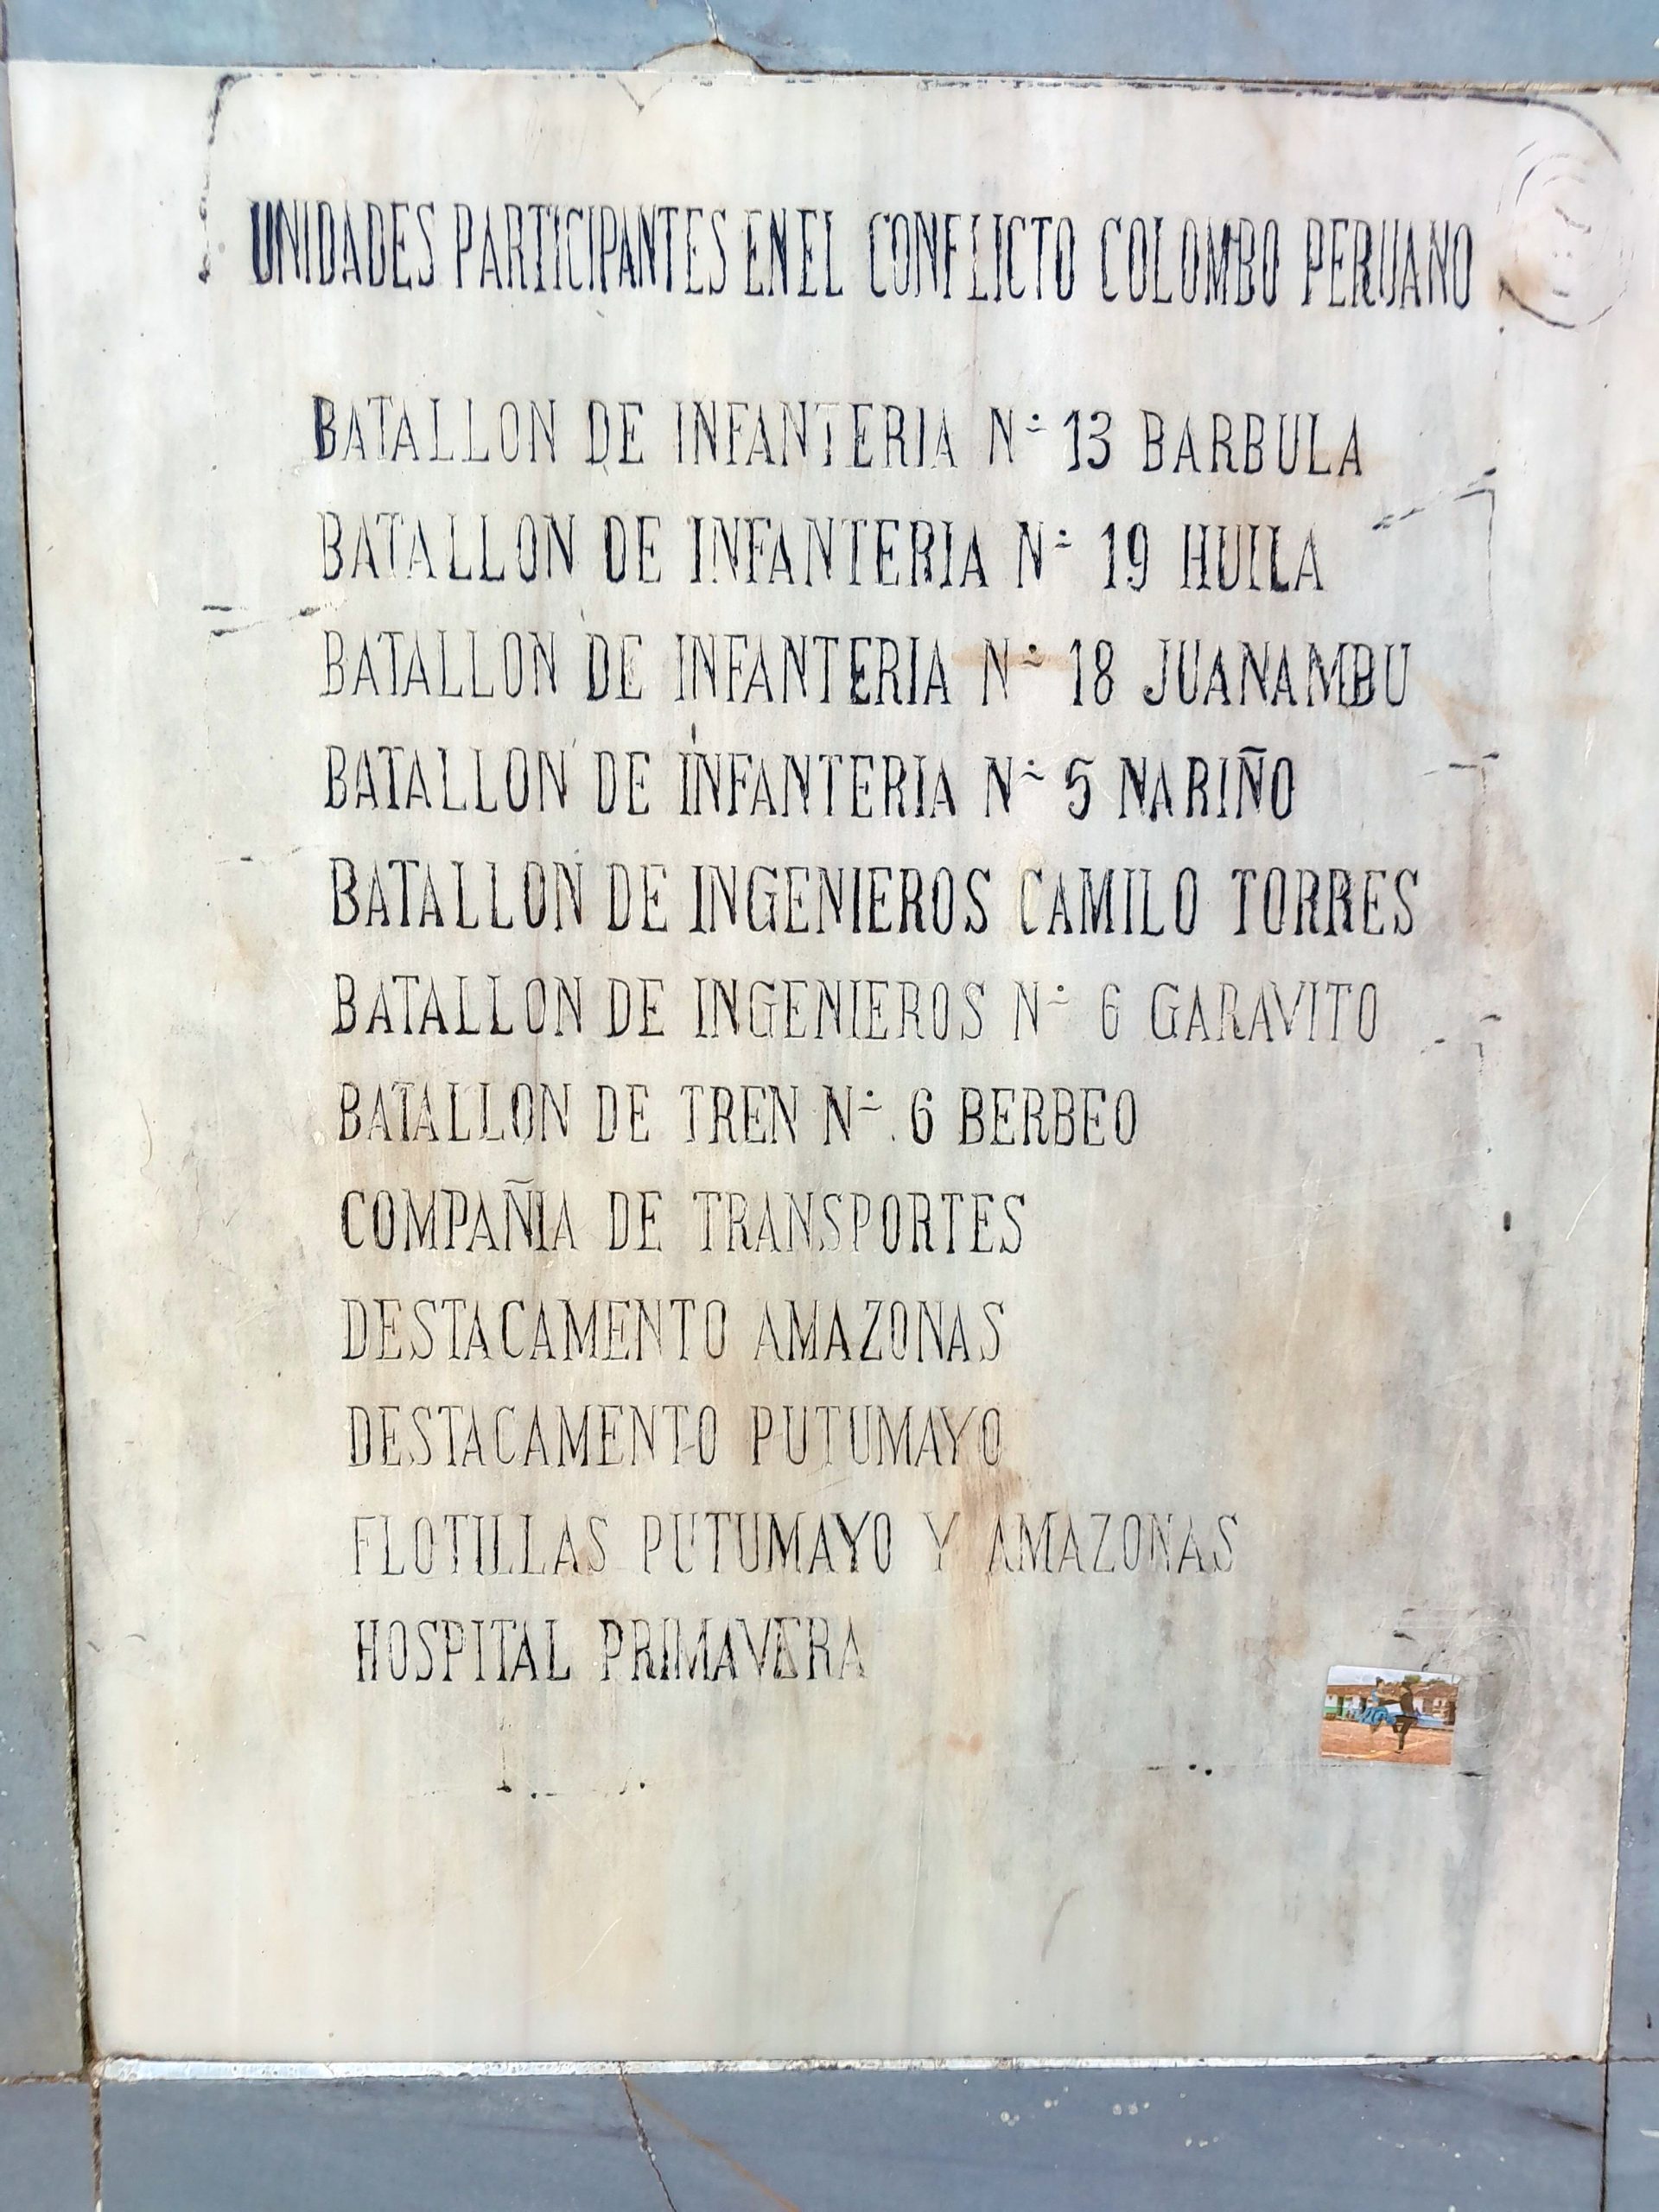 UNIDADES PARTICIPANTES EN EL CONFLICTO COLOMBO PERUANO
BATALLON DE INFANTERIA Nº 13 BARBULA
BATALLON DE INFANTERIA Nº 19 HUILA
BATALLON DE INFANTERIA Nº 18 JUANAMBU
BATALLON DE INFANTERIA Nº 5 NARIÑO
BATALLON DE INGENIEROS CAMILO TORRES
BATALLON DE INGENIEROS Nº 6 GARAVITO
BATALLON DE TREN Nº 6 BERBEO
COMPAÑIA DE TRANSPORTES
DESTACAMENTO AMAZONAS
DESTACAMENTO PUTUMAYO
FLOTILLAS PUTUMAYO Y AMAZONAS
HOSPITAL PRIMAVERA